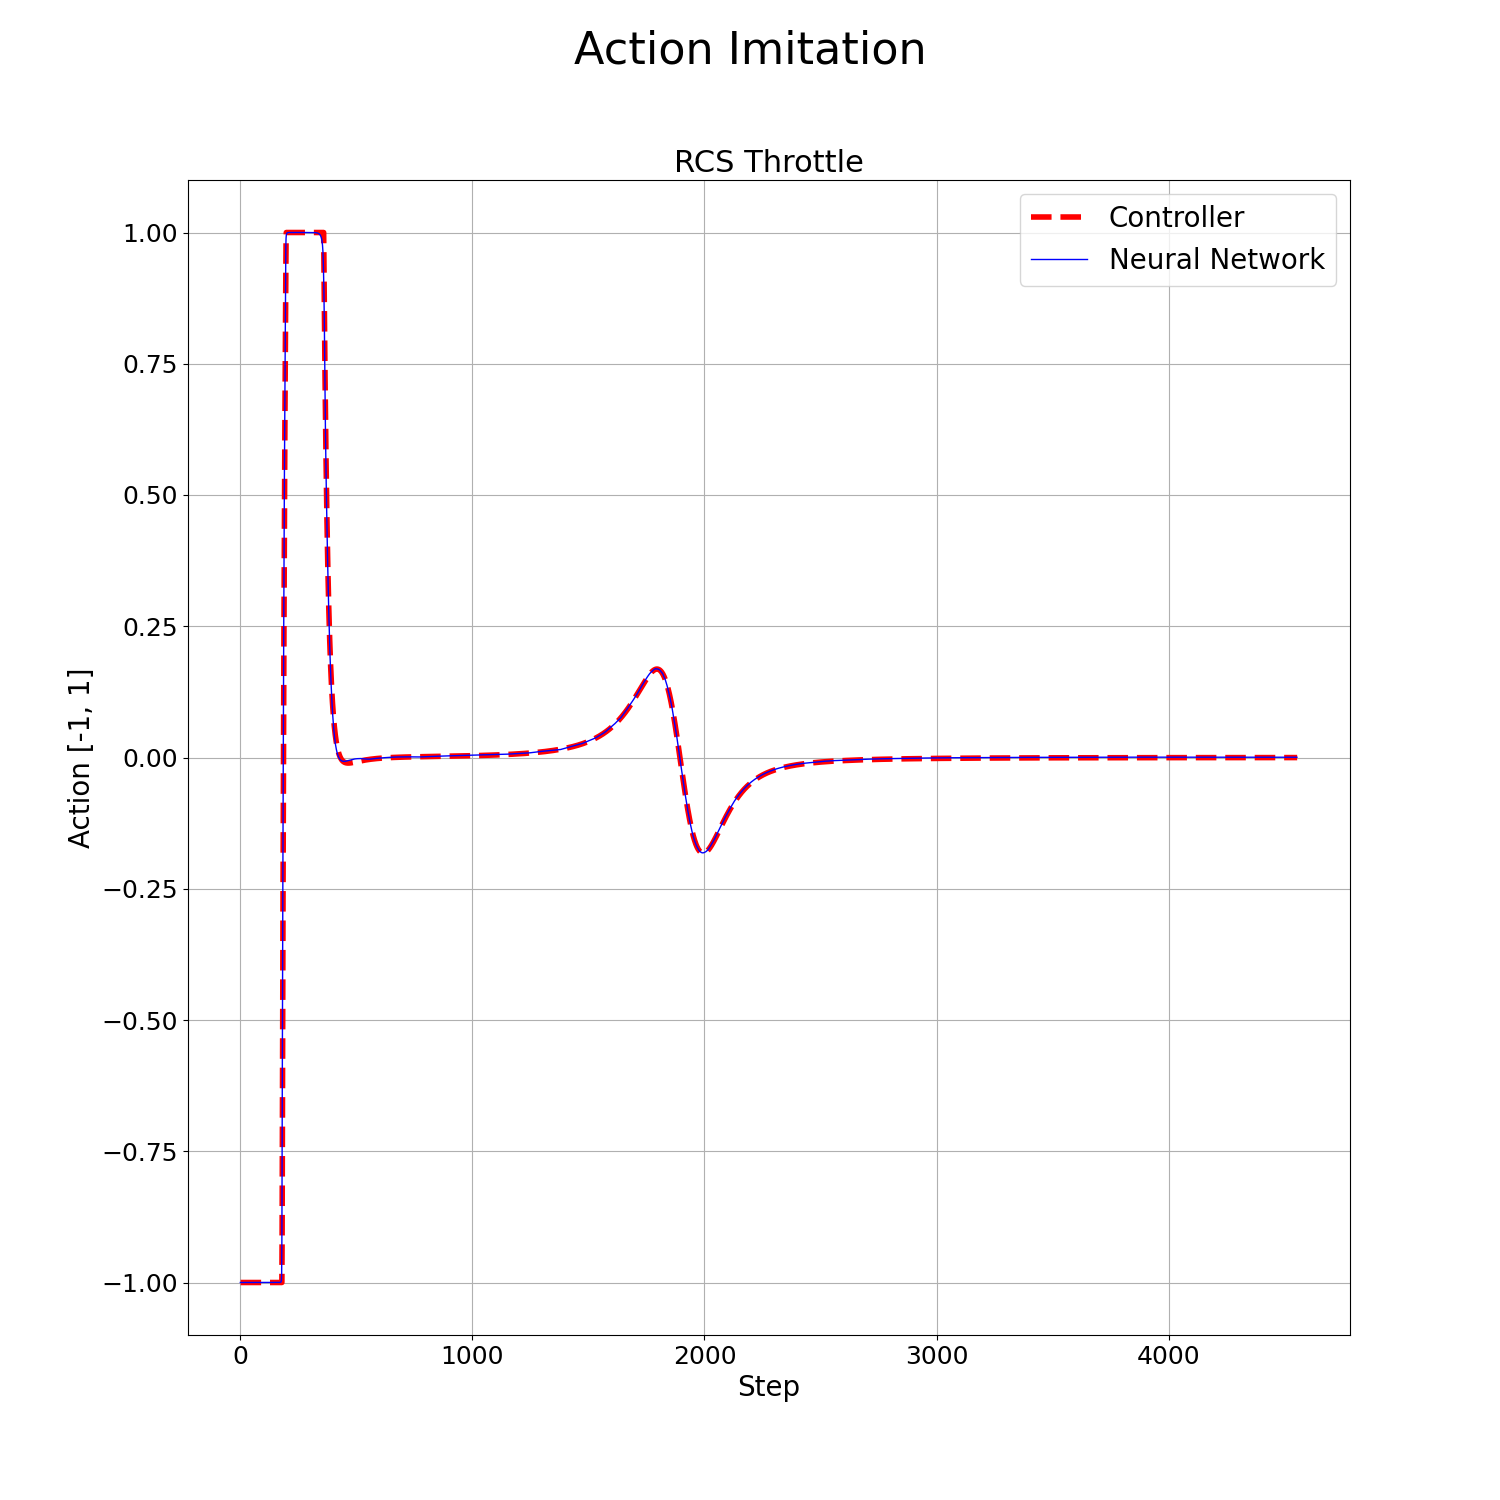 Action Imitation
RCS Throttle
Controller
Neural Network
1.00
0.75
0.50
0.25
0.00
−0.25
−0.50
−0.75
−1.00
Action [-1, 1]
0 1000 2000 3000 4000
Step